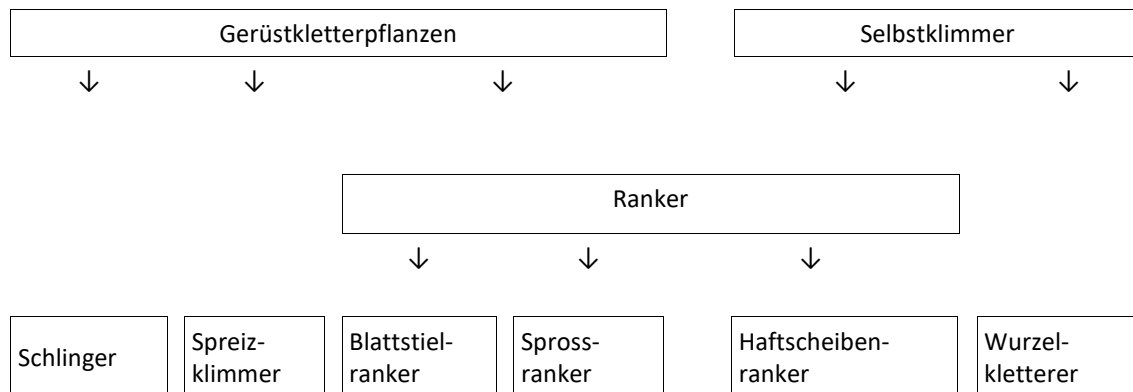 Gerüstkletterpflanzen
Selbstklimmer
Ranker
Schlinger
Spreiz-
klimmer
Blattstiel-
ranker
Spross-
ranker
Haftscheiben-
ranker
Wurzel-
kletterer